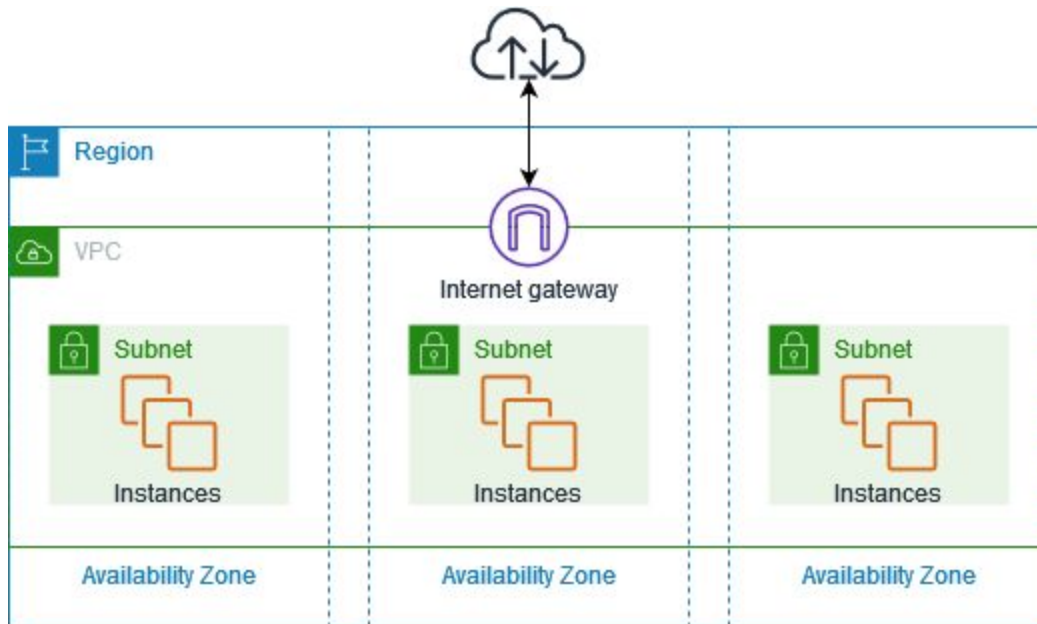 Region
VPC
Internet gateway
Subnet
Subnet
Subnet
Instances
Instances
Instances
Availability Zone
Availability Zone
Availability Zone